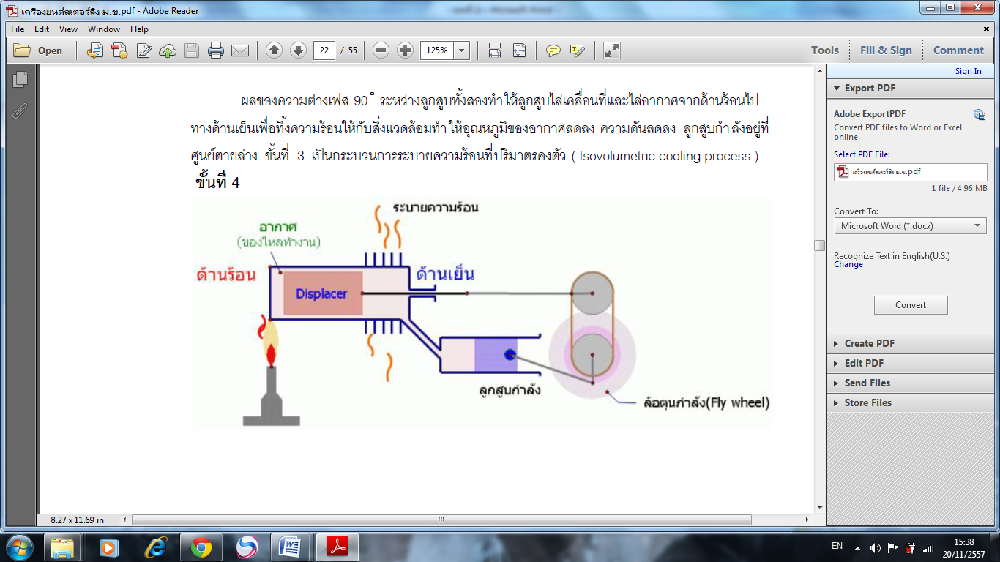 เครื่องยนต์สเตอร์ลิง ม.ข.pdf - Adobe Reader
File Edit View Window Help
Open 22 / 55 125% Tools Fill & Sign Comment
Sign In
ผลของความต่างเฟส 90 ํ ระหว่างลูกสูบทั้งสองทำให้ลูกสูบไล่เคลื่อนที่และไล่อากาศจากด้านร้อนไป
ทางด้านเย็นเพื่อทิ้งความร้อนให้กับสิ่งแวดล้อมทำให้อุณหภูมิของอากาศลดลง ความดันลดลง ลูกสูบกำลังอยู่ที่
ศูนย์ตายล่าง ขั้นที่ 3 เป็นกระบวนการระบายความร้อนที่ปริมาตรคงตัว ( Isovolumetric cooling process )
ขั้นที่ 4
ระบายความร้อน
อากาศ
(ของไหลทำงาน)
ด้านร้อน
ด้านเย็น
Displacer
ลูกสูบกำลัง
ล้อตุนกำลัง(Fly wheel)
8.27 x 11.69 in
Export PDF
Adobe ExportPDF
Convert PDF files to Word or Excel
online.
Select PDF File:
เครื่องยนต์สเตอร์ลิง ม.ข.pdf
1 file / 4.96 MB
Convert To:
Microsoft Word (*.docx)
Recognize Text in English(U.S.)
Change
Convert
Create PDF
Edit PDF
Send Files
Store Files
EN
15:38
20/11/2557